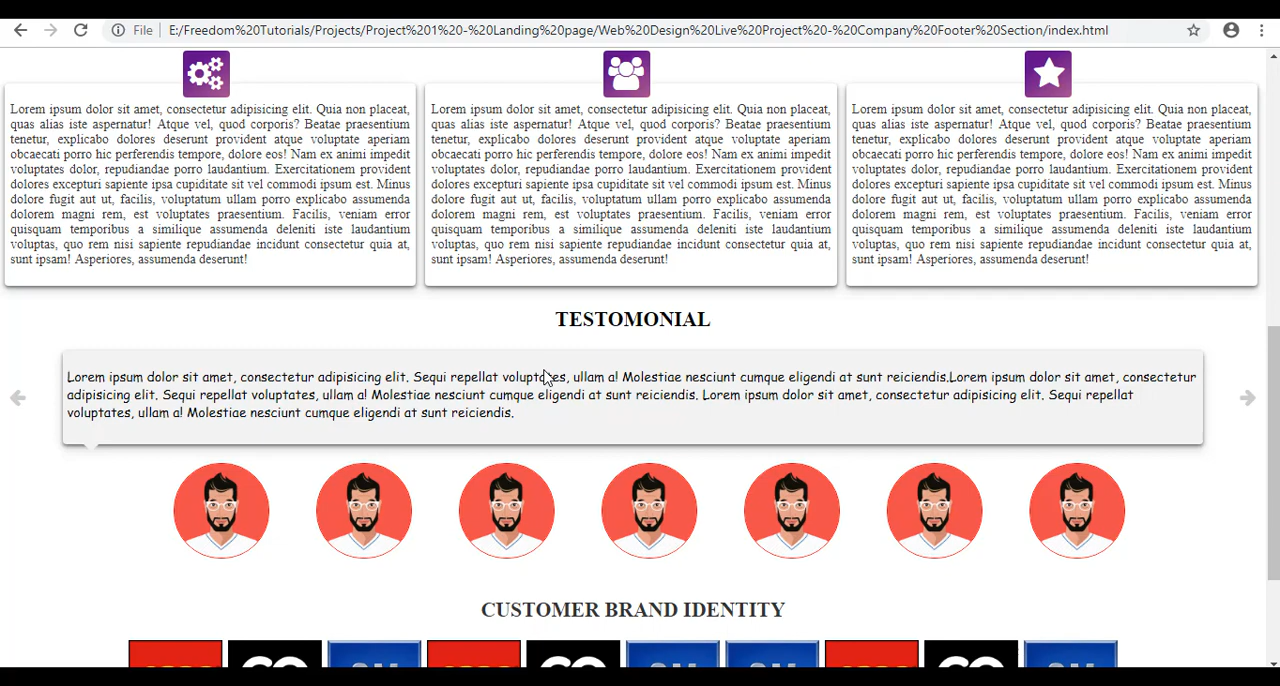 File
E:/Freedom%20Tutorials/Projects/Project%201%20-%20Landing%20page/Web%20Design%20Live%20Project%20-%20Company%20Footer%20Section/index.html
Lorem ipsum dolor sit amet, consectetur adipisicing elit. Quia non placeat,
quas alias iste aspernatur! Atque vel, quod corporis? Beatae praesentium
tenetur, explicabo dolores deserunt provident atque voluptate aperiam
obcaecati porro hic perferendis tempore, dolore eos! Nam ex animi impedit
voluptates dolor, repudiandae porro laudantium. Exercitationem provident
dolores excepturi sapiente ipsa cupiditate sit vel commodi ipsum est. Minus
dolore fugit aut ut, facilis, voluptatum ullam porro explicabo assumenda
dolorem magni rem, est voluptates praesentium. Facilis, veniam error
quisquam temporibus a similique assumenda deleniti iste laudantium
voluptas, quo rem nisi sapiente repudiandae incidunt consectetur quia at,
sunt ipsam! Asperiores, assumenda deserunt!
Lorem ipsum dolor sit amet, consectetur adipisicing elit. Quia non placeat,
quas alias iste aspernatur! Atque vel, quod corporis? Beatae praesentium
tenetur, explicabo dolores deserunt provident atque voluptate aperiam
obcaecati porro hic perferendis tempore, dolore eos! Nam ex animi impedit
voluptates dolor, repudiandae porro laudantium. Exercitationem provident
dolores excepturi sapiente ipsa cupiditate sit vel commodi ipsum est. Minus
dolore fugit aut ut, facilis, voluptatum ullam porro explicabo assumenda
dolorem magni rem, est voluptates praesentium. Facilis, veniam error
quisquam temporibus a similique assumenda deleniti iste laudantium
voluptas, quo rem nisi sapiente repudiandae incidunt consectetur quia at,
sunt ipsam! Asperiores, assumenda deserunt!
Lorem ipsum dolor sit amet, consectetur adipisicing elit. Quia non placeat,
quas alias iste aspernatur! Atque vel, quod corporis? Beatae praesentium
tenetur, explicabo dolores deserunt provident atque voluptate aperiam
obcaecati porro hic perferendis tempore, dolore eos! Nam ex animi impedit
voluptates dolor, repudiandae porro laudantium. Exercitationem provident
dolores excepturi sapiente ipsa cupiditate sit vel commodi ipsum est. Minus
dolore fugit aut ut, facilis, voluptatum ullam porro explicabo assumenda
dolorem magni rem, est voluptates praesentium. Facilis, veniam error
quisquam temporibus a similique assumenda deleniti iste laudantium
voluptas, quo rem nisi sapiente repudiandae incidunt consectetur quia at,
sunt ipsam! Asperiores, assumenda deserunt!
TESTOMONIAL
Lorem ipsum dolor sit amet, consectetur adipisicing elit. Sequi repellat voluptates, ullam a! Molestiae nesciunt cumque eligendi at sunt reiciendis.Lorem ipsum dolor sit amet, consectetur
adipisicing elit. Sequi repellat voluptates, ullam a! Molestiae nesciunt cumque eligendi at sunt reiciendis. Lorem ipsum dolor sit amet, consectetur adipisicing elit. Sequi repellat
voluptates, ullam a! Molestiae nesciunt cumque eligendi at sunt reiciendis.
CUSTOMER BRAND IDENTITY